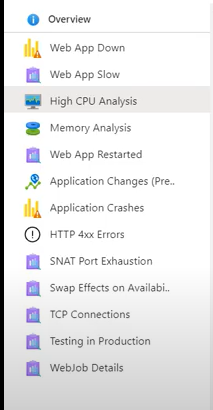 Overview
Web App Down
Web App Slow
High CPU Analysis
Memory Analysis
Web App Restarted
Application Changes (Pre..
Application Crashes
HTTP 4xx Errors
SNAT Port Exhaustion
Swap Effects on Availabi..
TCP Connections
Testing in Production
WebJob Details